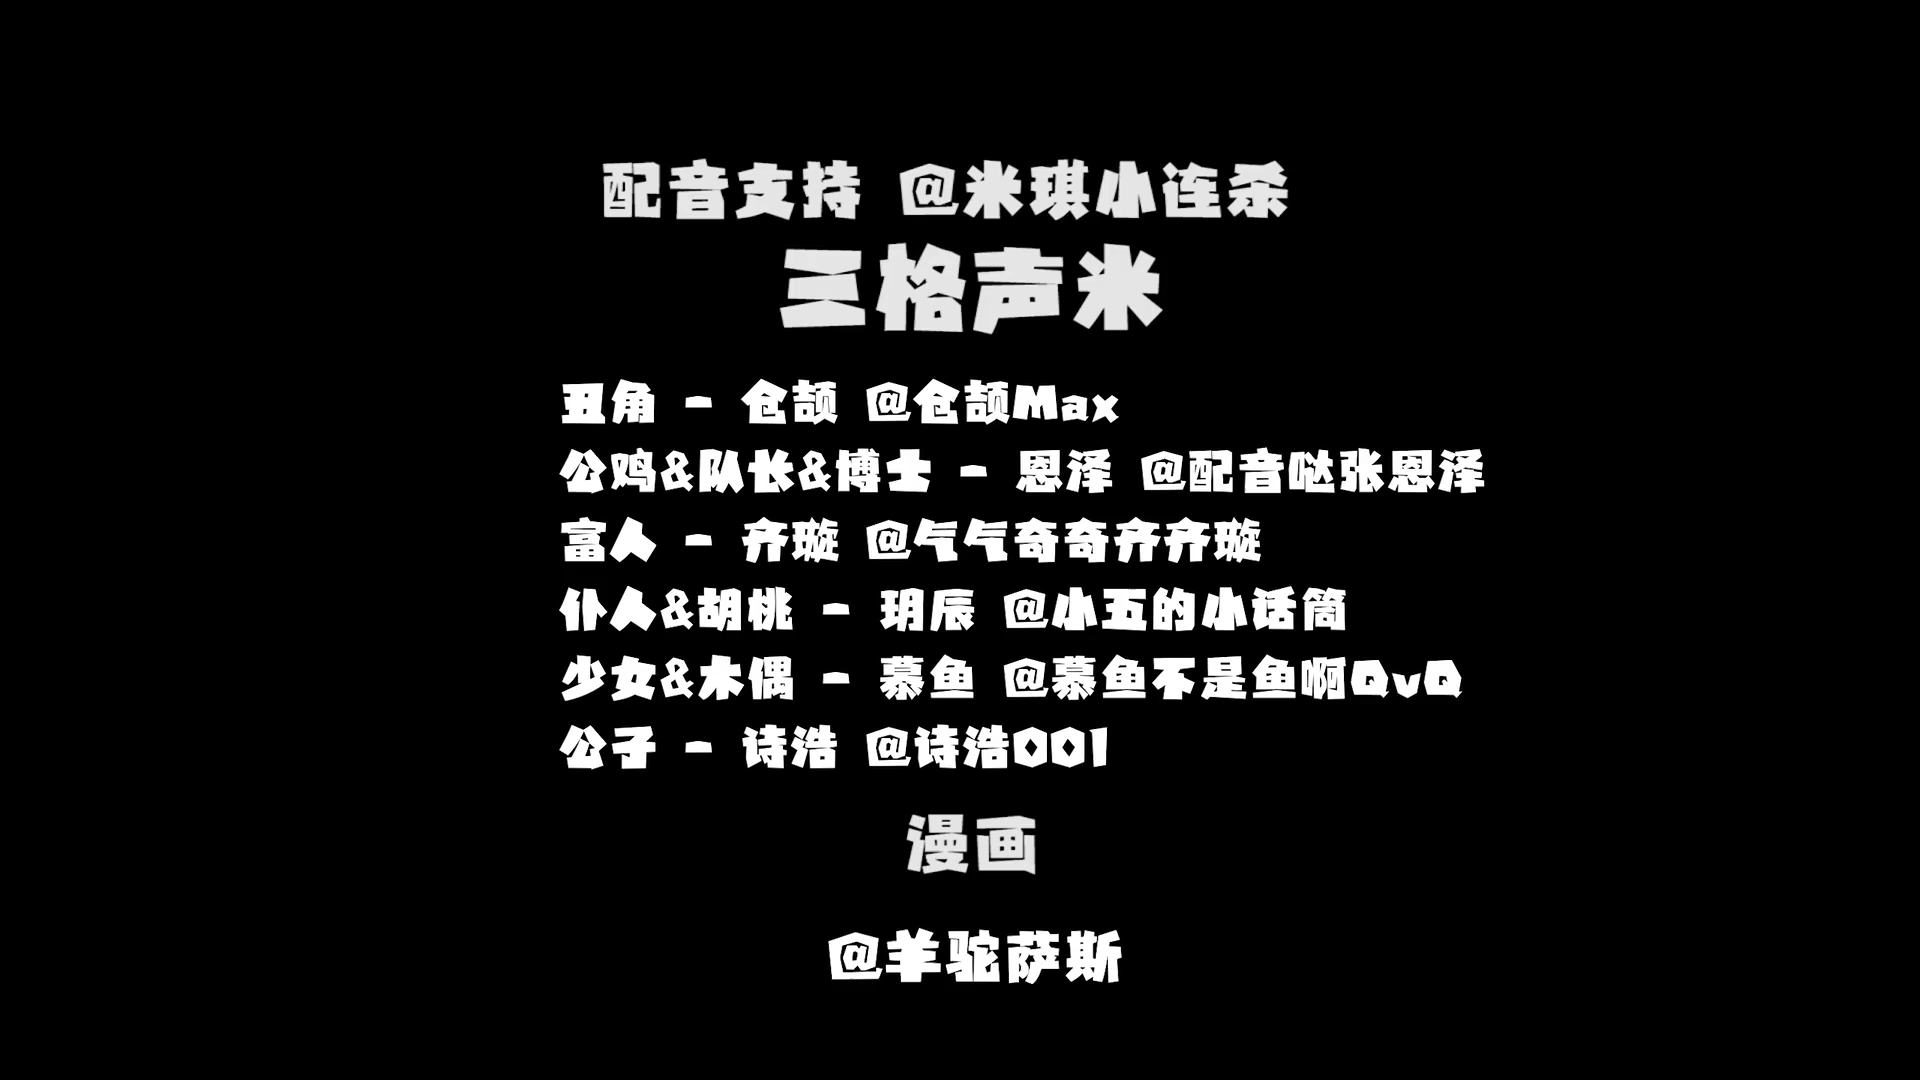 配音支持 @米琪小连杀
三格声米
丑角 - 仓颉 @仓颉Max
公鸡&队长&博士 - 恩泽 @配音哒张恩泽
富人 - 齐璇 @气气奇奇齐齐璇
仆人&胡桃 - 玥辰 @小五的小话筒
少女&木偶 - 慕鱼 @慕鱼不是鱼啊QvQ
公子 - 诗浩 @诗浩001
漫画
@羊驼萨斯